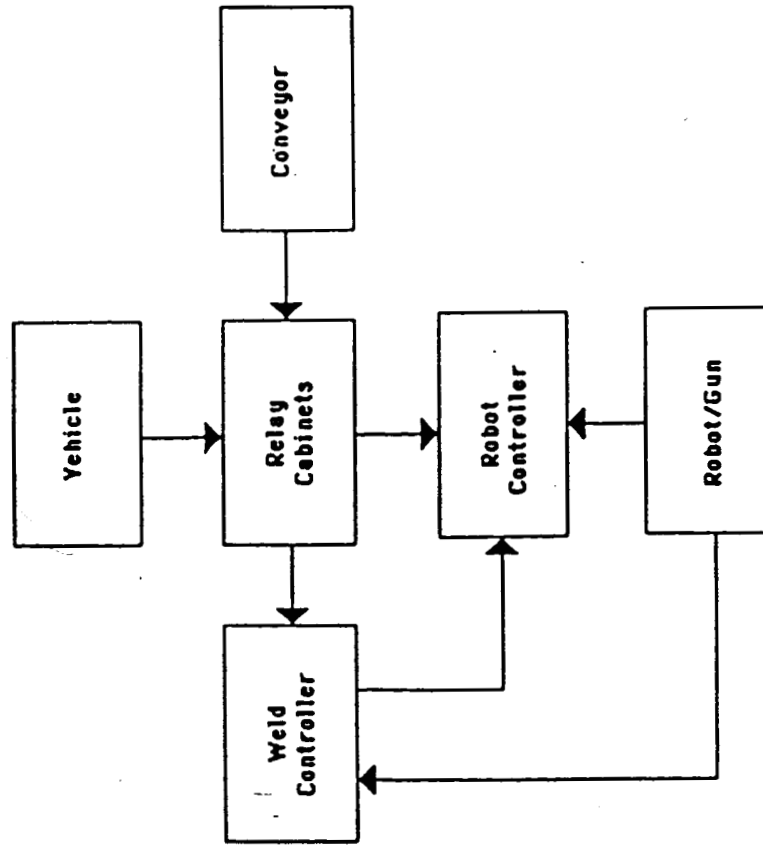 Vehicle
Weld
Controller
Relay
Cabinets
Conveyor
Robot
Controller
Robot/Gun